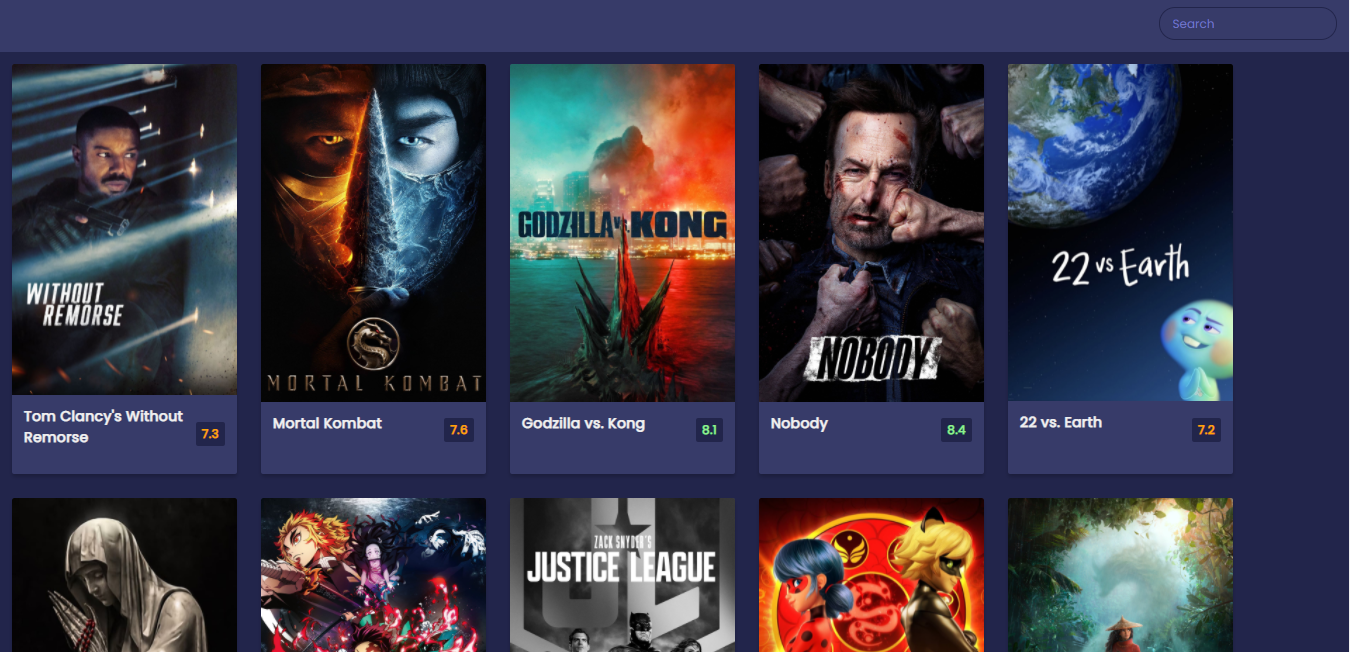 Search
WITHOUT
REMORSE
MORTAL KOMBAT
GODZILLA vs KONG
NOBODY
22 vs Earth
Tom Clancy's Without
Remorse
7.3
Mortal Kombat
7.6
Godzilla vs. Kong
8.1
Nobody
8.4
22 vs. Earth
7.2
ZACK SNYDER'S
JUSTICE LEAGUE